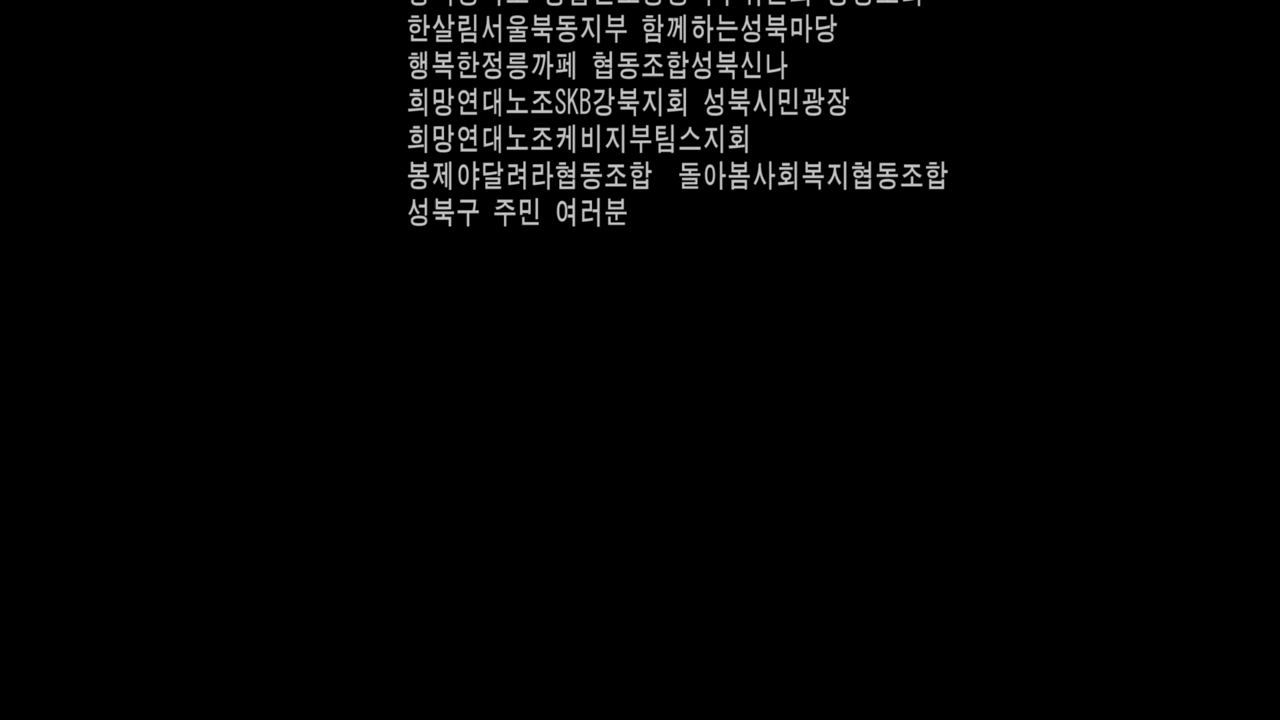 한살림서울북동지부 함께하는성북마당
행복한정릉까페 협동조합성북신나
희망연대노조SKB강북지회 성북시민광장
희망연대노조케비지부팀스지회
봉제야달려라협동조합 돌아봄사회복지협동조합
성북구 주민 여러분